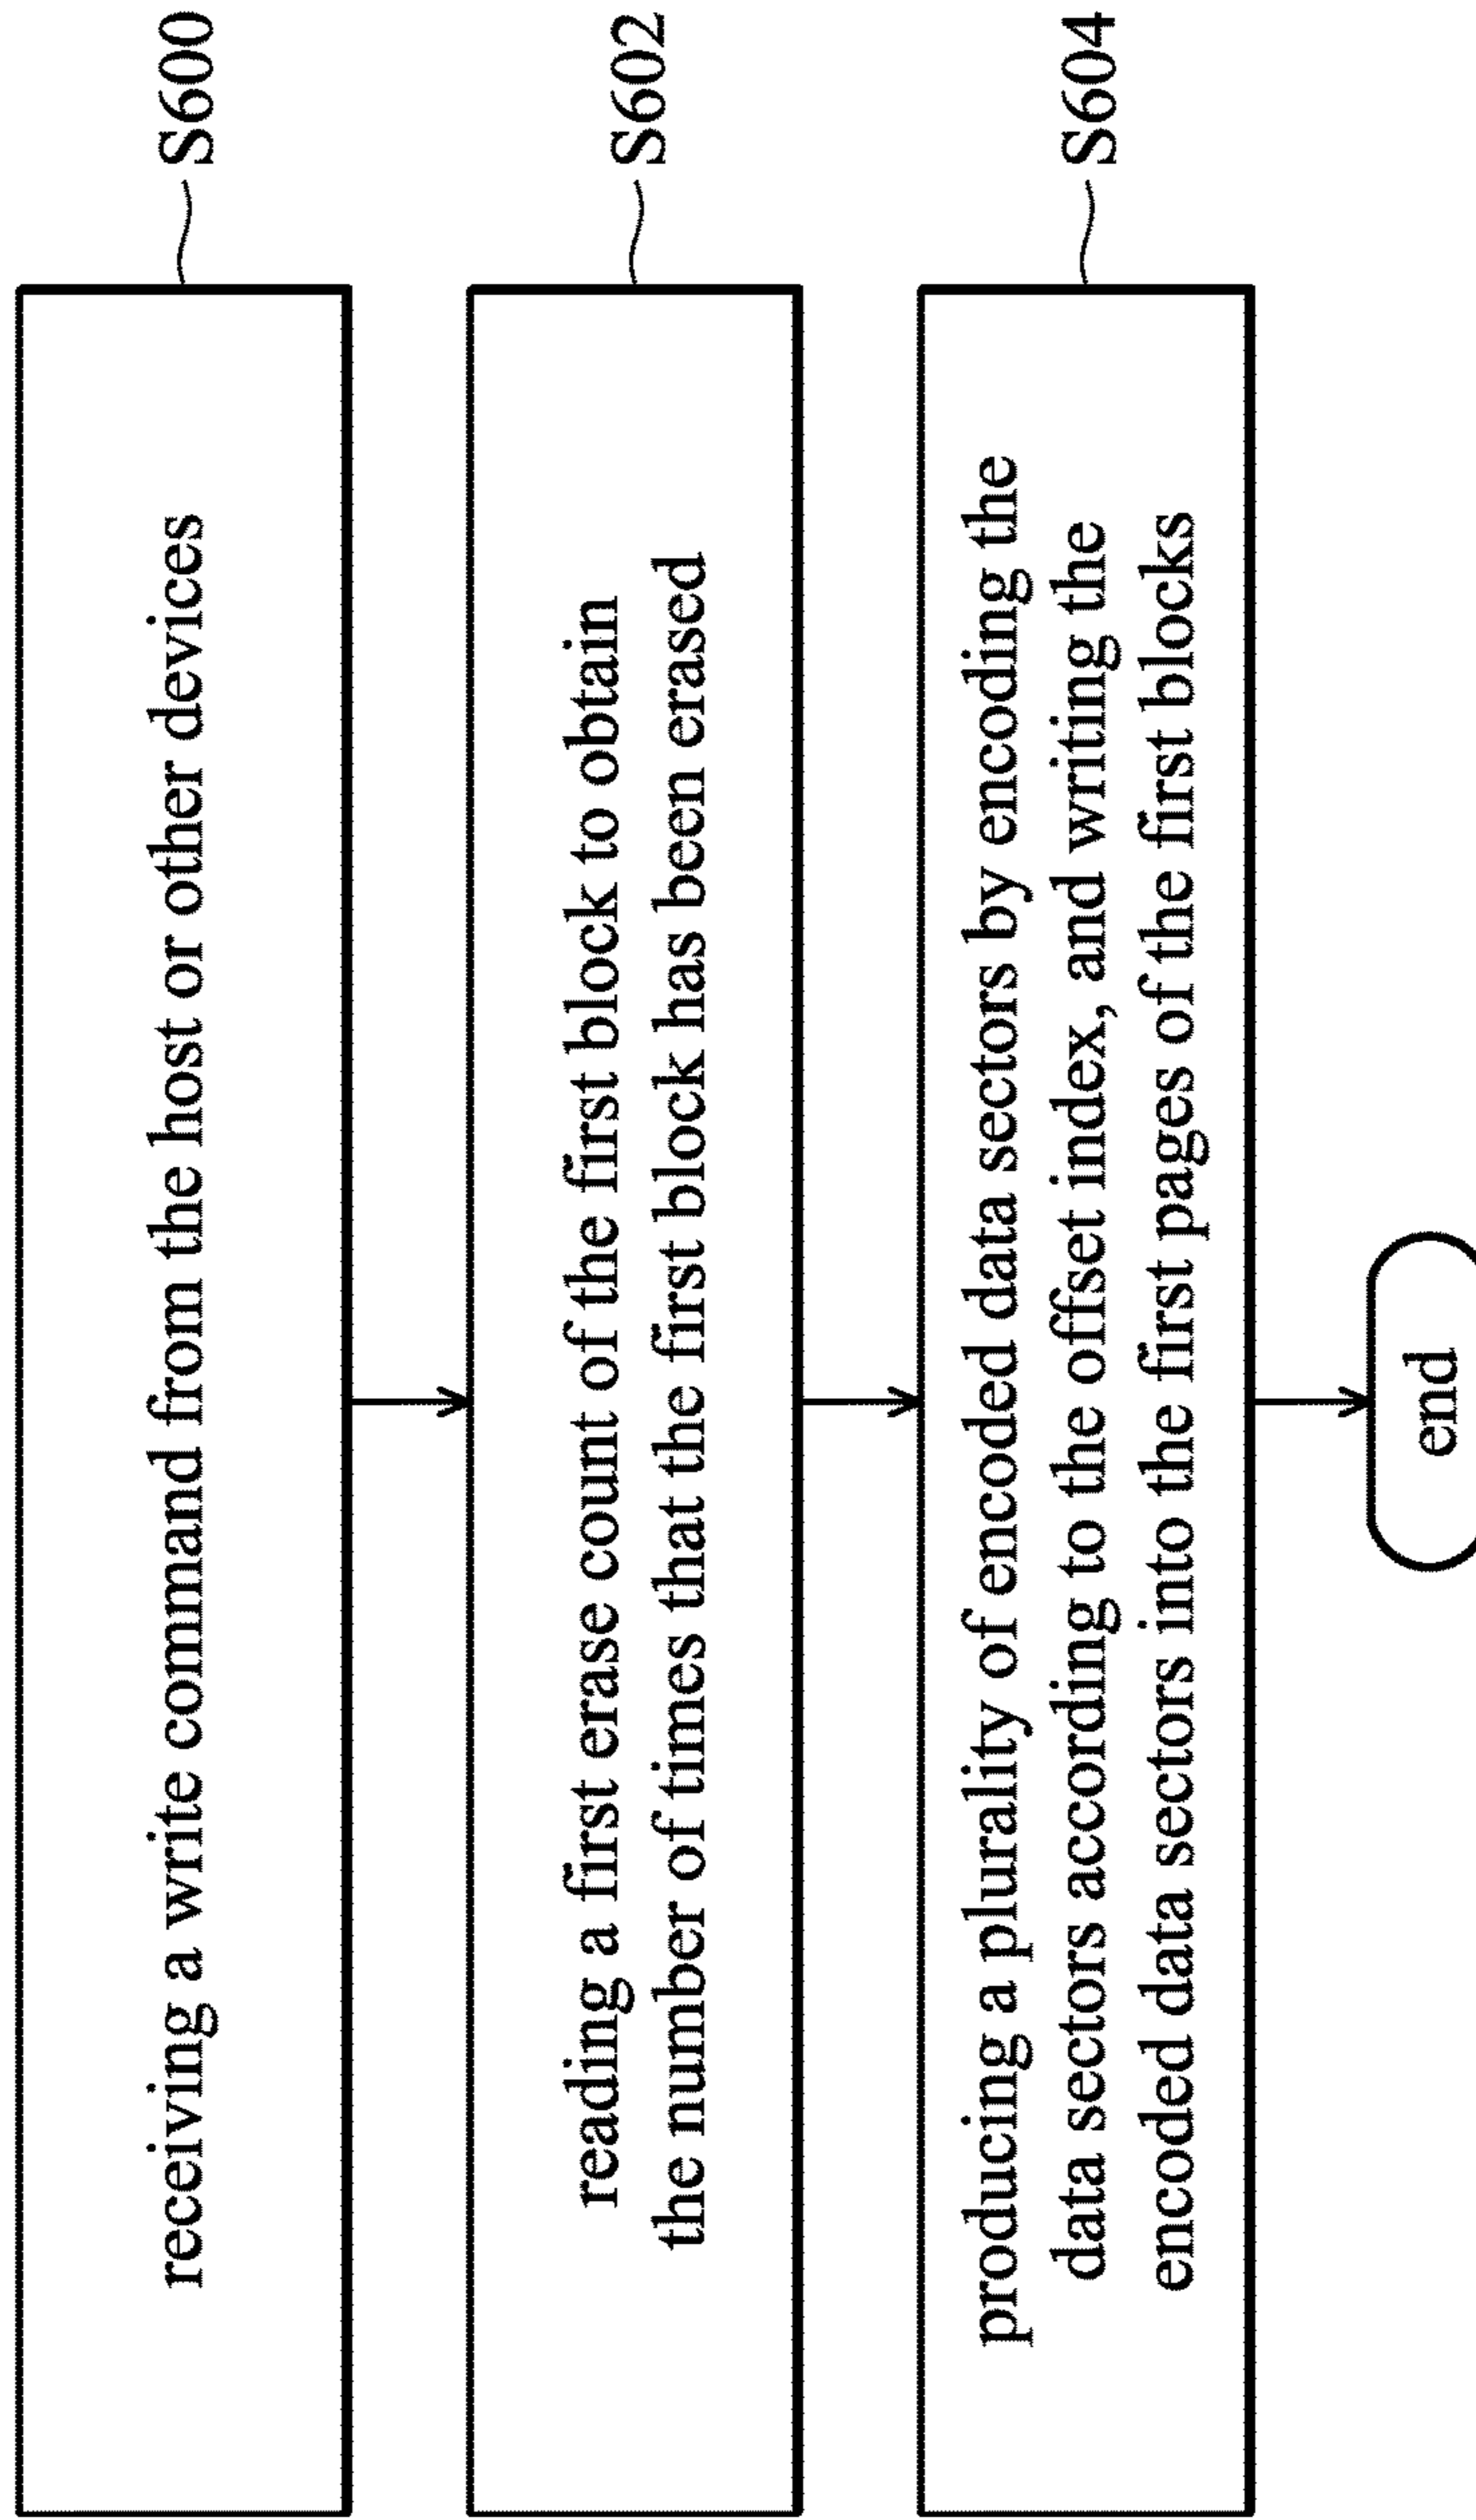 receiving a write command from the host or other devices
S600
reading a first erase count of the first block to obtain
the number of times that the first block has been erased
S602
producing a plurality of encoded data sectors by encoding the
data sectors according to the offset index, and writing the
encoded data sectors into the first pages of the first blocks
S604
end